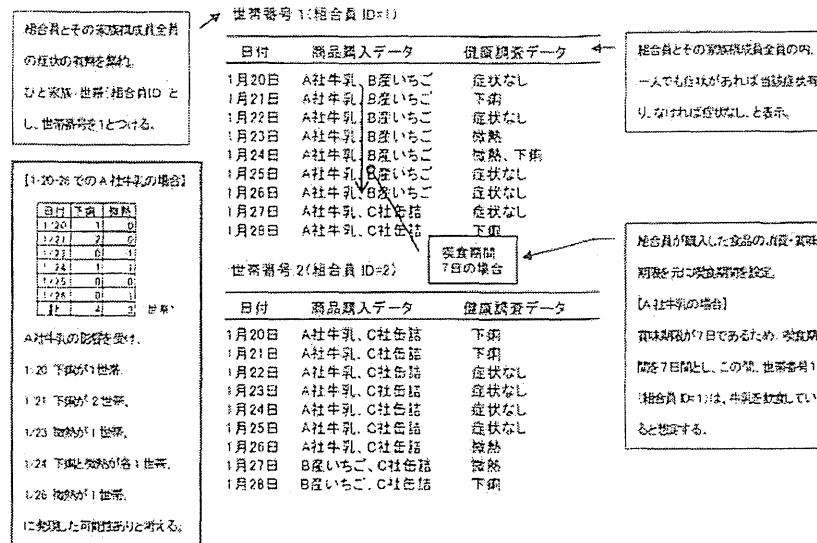 世帯番号 1(組合員 ID=1)
日付 商品購入データ 健康調査データ
1月20日 A社牛乳、B産いちご 症状なし
1月21日 A社牛乳、B産いちご 下痢
1月22日 A社牛乳、B産いちご 症状なし
1月23日 A社牛乳、B産いちご 微熱
1月24日 A社牛乳、B産いちご 微熱、下痢
1月25日 A社牛乳、B産いちご 症状なし
1月26日 A社牛乳、B産いちご 症状なし
1月27日 A社牛乳、C社缶詰 症状なし
1月28日 A社牛乳、C社缶詰 下痢
喫食期間
7日の場合
世帯番号 2(組合員 ID=2)
日付 商品購入データ 健康調査データ
1月20日 A社牛乳、C社缶詰 下痢
1月21日 A社牛乳、C社缶詰 下痢
1月22日 A社牛乳、C社缶詰 症状なし
1月23日 A社牛乳、C社缶詰 症状なし
1月24日 A社牛乳、C社缶詰 症状なし
1月25日 A社牛乳、C社缶詰 症状なし
1月26日 A社牛乳、C社缶詰 微熱
1月27日 B産いちご、C社缶詰 微熱
1月28日 B産いちご、C社缶詰 下痢
組合員とその家族構成員全員
の症状の有無を集約。
ひと家族・世帯(組合員ID)と
し、世帯番号を1とつける。
[1/20-26 でのA社牛乳の場合]
日付 下痢 微熱
1/20 1 0
1/21 2 0
1/23 0 1
1/24 1 1
1/25 0 0
1/26 0 1
計 4 3
A社牛乳の影響を受け、
1/20 下痢が1世帯、
1/21 下痢が2世帯、
1/23 微熱が1世帯、
1/24 下痢と微熱が各1世帯、
1/26 微熱が1世帯、
に発現した可能性ありと考える。
組合員とその家族構成員全員の内、
一人でも症状があれば当該症状有
り、なければ症状なし、と表示。
組合員が購入した食品の消費・賞味
期限を元に喫食期間を設定。
[A社牛乳の場合]
賞味期限が7日であるため、喫食期
間を7日間とし、この間、世帯番号1
(組合員 ID=1)は、牛乳を飲食してい
ると想定する。